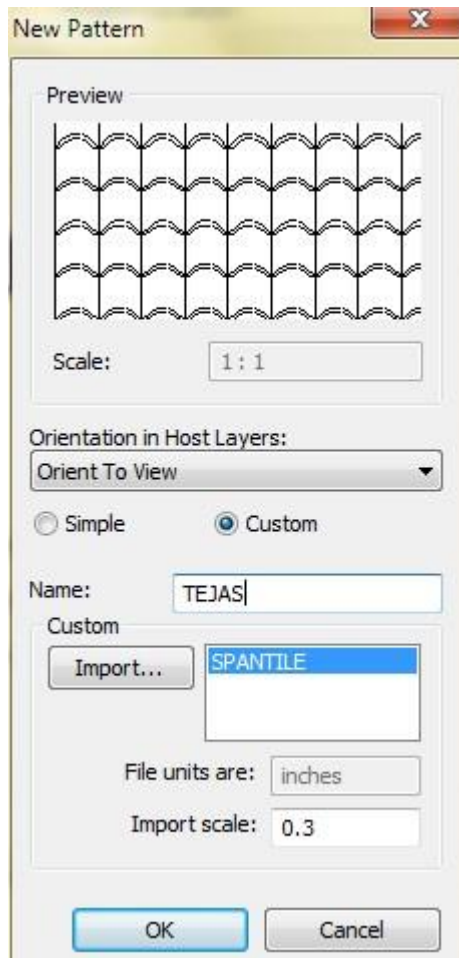 New Pattern
Preview
Scale: 1 : 1
Orientation in Host Layers:
Orient To View
Simple Custom
Name: TEJAS
Custom
Import... SPANTILE
File units are: inches
Import scale: 0.3
OK Cancel